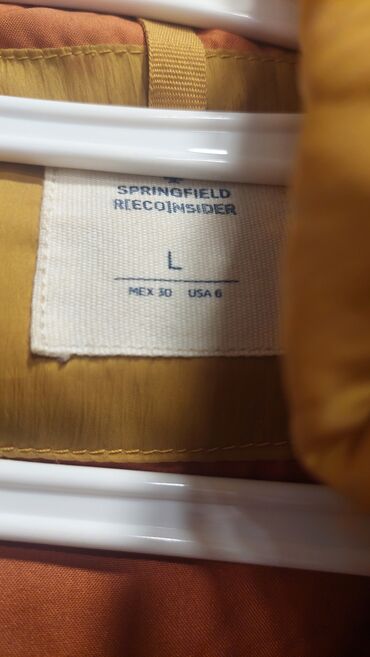 SPRINGFIELD
R[ECO]NSIDER
L
MEX 30 USA 6